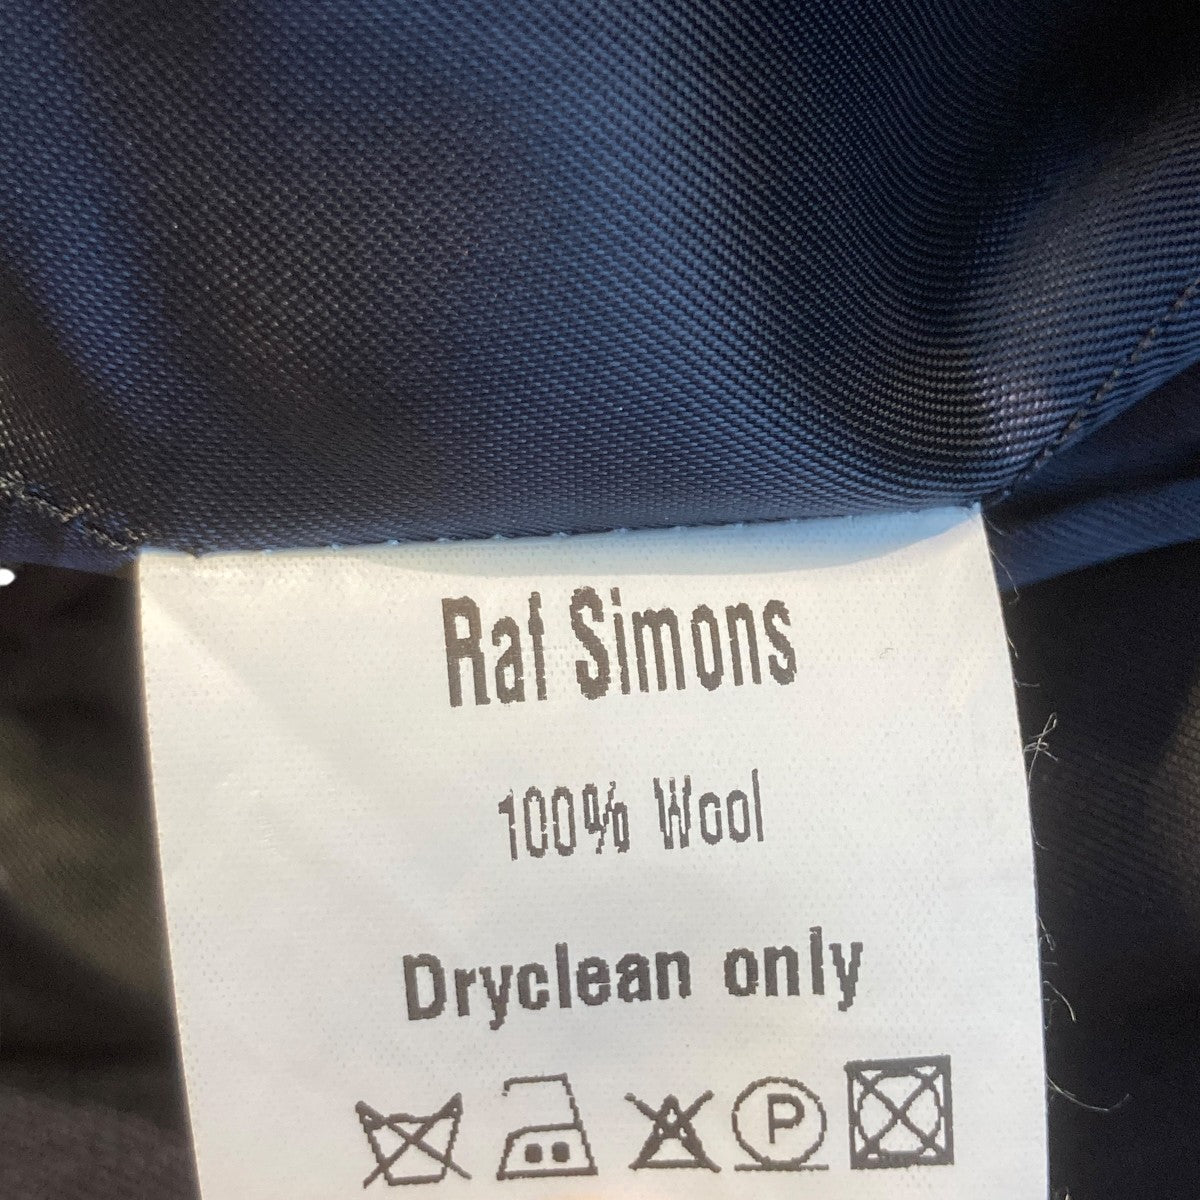 Raf Simons
100% Wool
Dryclean only
P